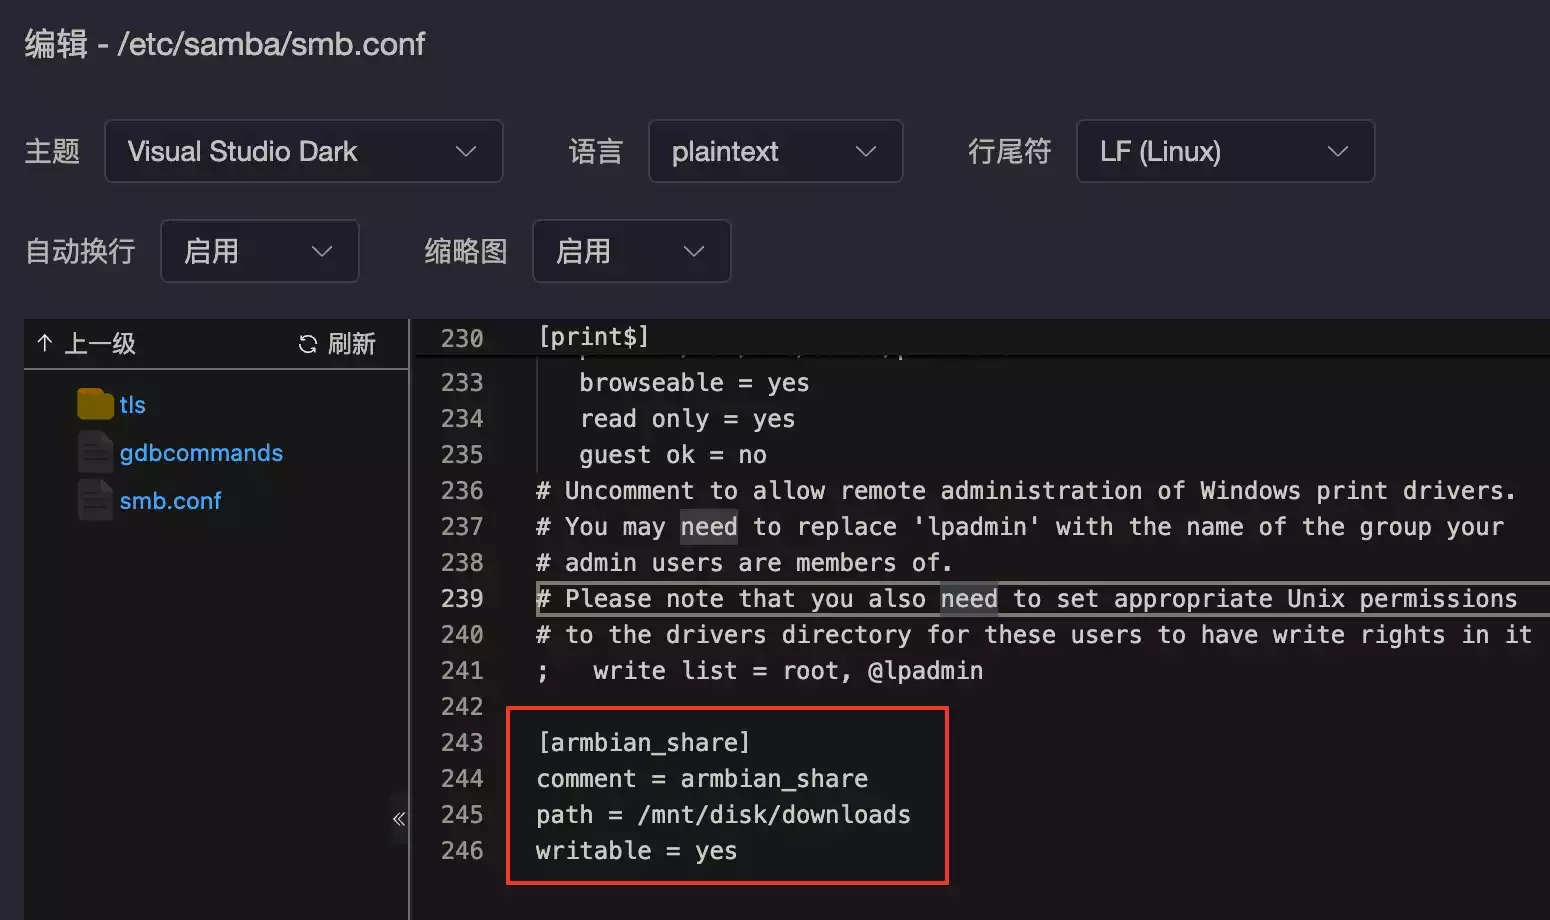 编辑 - /etc/samba/smb.conf
主题 Visual Studio Dark 语言 plaintext 行尾符 LF (Linux)
自动换行 启用 缩略图 启用
↑ 上一级 刷新
tls
gdbcommands
smb.conf
«
230 [print$]
233 browseable = yes
234 read only = yes
235 guest ok = no
236 # Uncomment to allow remote administration of Windows print drivers.
237 # You may need to replace 'lpadmin' with the name of the group your
238 # admin users are members of.
239 # Please note that you also need to set appropriate Unix permissions
240 # to the drivers directory for these users to have write rights in it
241 ;   write list = root, @lpadmin
242
243 [armbian_share]
244 comment = armbian_share
245 path = /mnt/disk/downloads
246 writable = yes